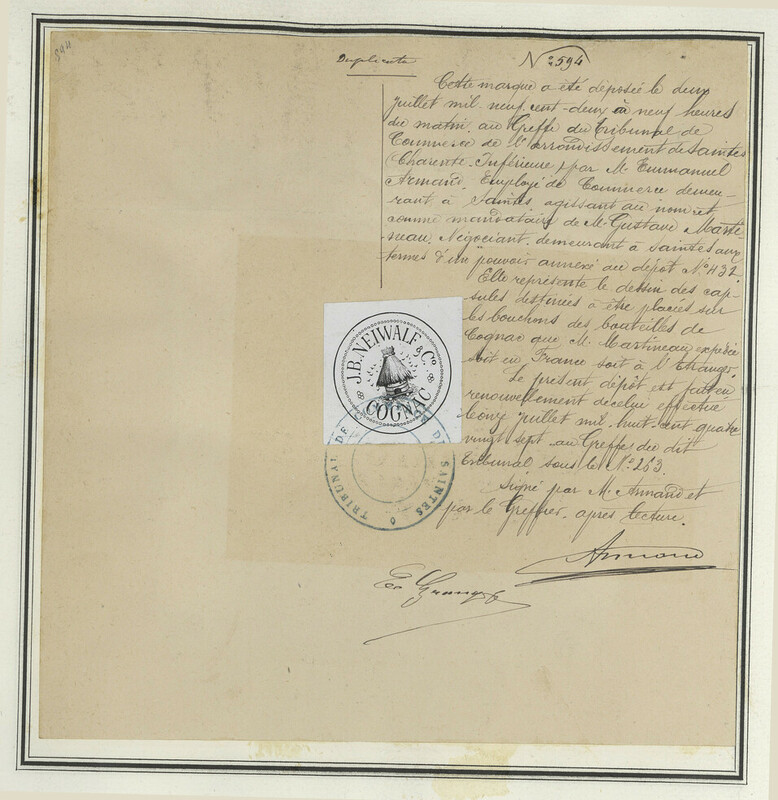 594
Duplicata
N° 594
Cette marque a été déposée le deux
juillet mil neuf cent-deux à neuf heures
du matin, au Greffe du Tribunal de
Commerce de l'arrondissement de Saintes
(Charente-Inférieure) par M. Emmanuel
Armand, Employé de Commerce demeu-
rant à Saintes, agissant au nom et
comme mandataire de M. Gustave Marti-
neau, Négociant, demeurant à Saintes aux
termes d'un pouvoir annexé au dépôt N° 432.
Elle représente le dessin des cap-
sules destinées à être placées sur
les bouchons des bouteilles de
Cognac que M. Martineau expédie
soit en France soit à l'Etranger.
Le présent dépôt est fait en
renouvellement de celui effectué
le onze juillet mil huit cent quatre
vingt sept au Greffe du dit
Tribunal sous le N° 253.
Signé par M. Armand et
par le Greffier, après lecture.
J.B. NEIWALF & Co
COGNAC
TRIBUNAL DE
DE SAINTES
Armand